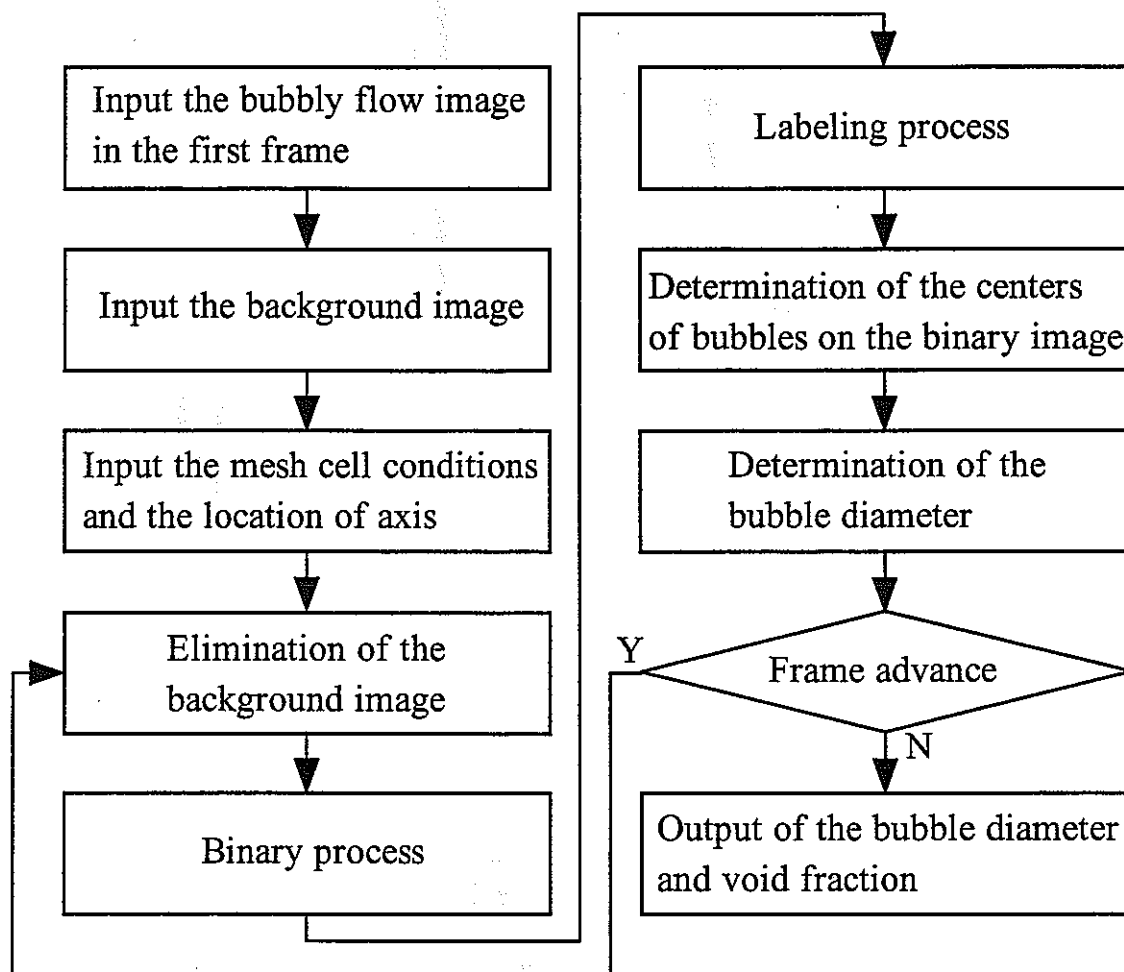 Input the bubbly flow image
in the first frame
Input the background image
Input the mesh cell conditions
and the location of axis
Elimination of the
background image
Binary process
Labeling process
Determination of the centers
of bubbles on the binary image
Determination of the
bubble diameter
Y
Frame advance
N
Output of the bubble diameter
and void fraction